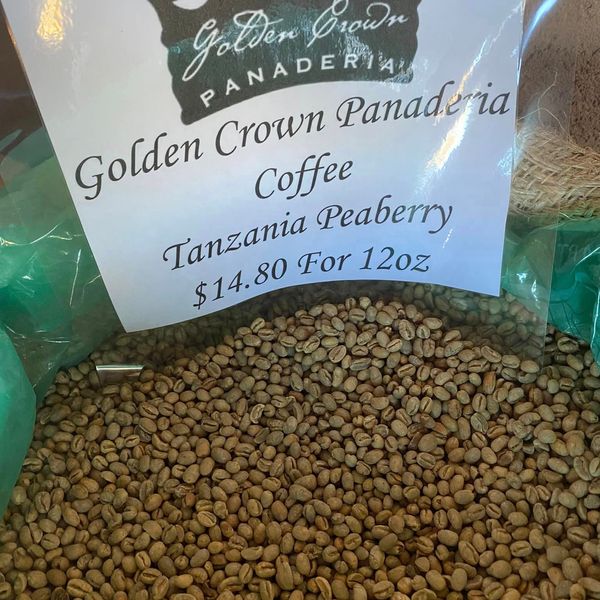 Golden Crown
PANADERIA
Golden Crown Panaderia
Coffee
Tanzania Peaberry
$14.80 For 12oz